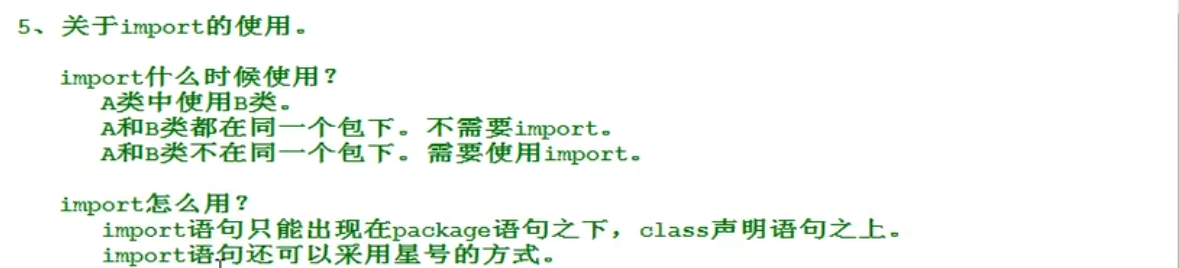 5、关于import的使用。
import什么时候使用？
A类中使用B类。
A和B类都在同一个包下。不需要import。
A和B类不在同一个包下。需要使用import。
import怎么用？
import语句只能出现在package语句之下，class声明语句之上。
import语句还可以采用星号的方式。